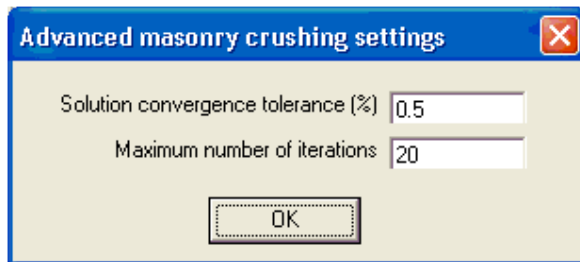 Advanced masonry crushing settings
Solution convergence tolerance (%) 0.5
Maximum number of iterations 20
OK